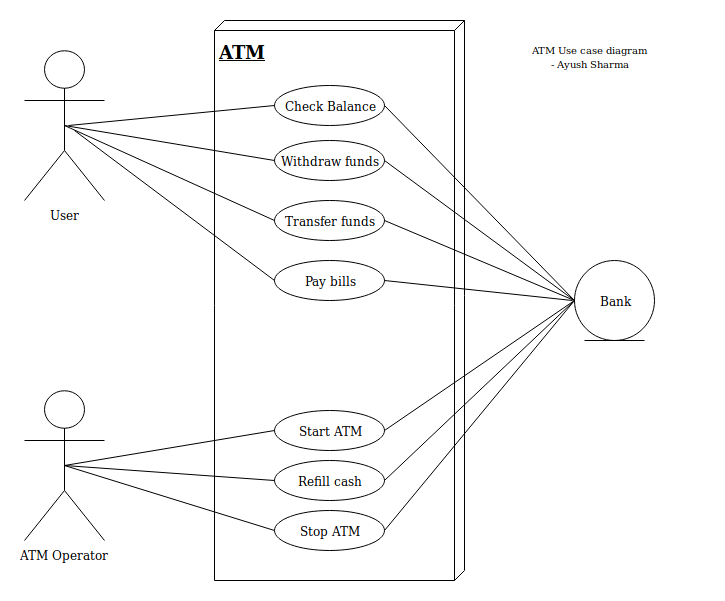 ATM
ATM Use case diagram
- Ayush Sharma
Check Balance
Withdraw funds
User
Transfer funds
Pay bills
Bank
Start ATM
Refill cash
Stop ATM
ATM Operator